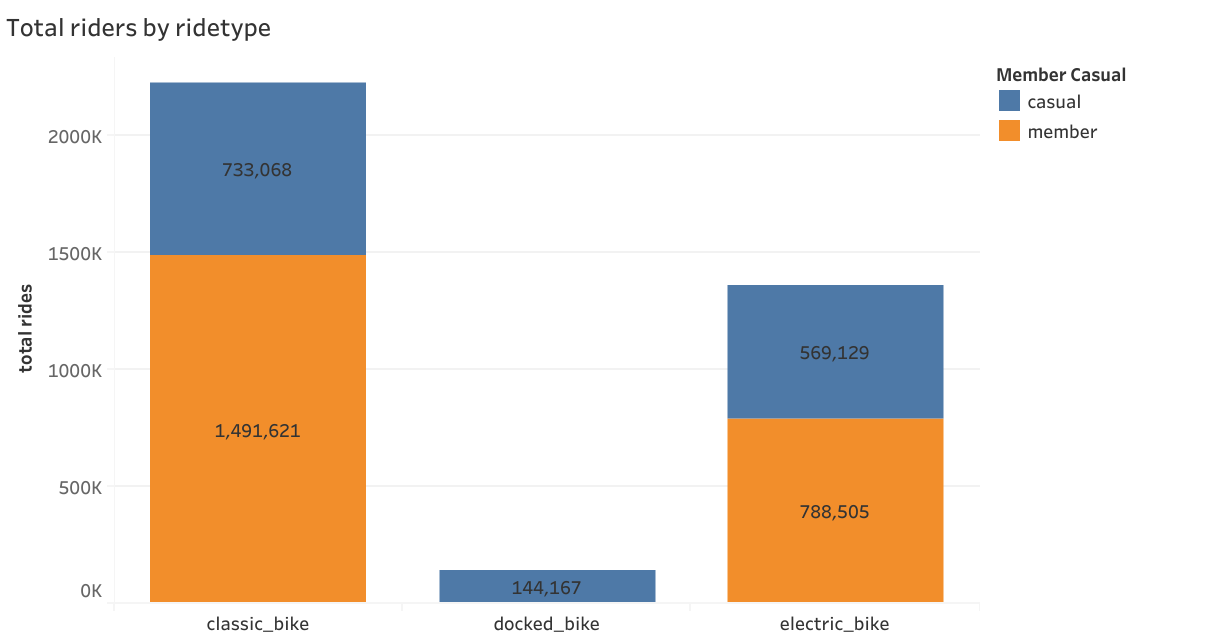 Total riders by ridetype
Member Casual
casual
member
total rides
2000K
1500K
1000K
500K
0K
733,068
1,491,621
144,167
569,129
788,505
classic_bike
docked_bike
electric_bike